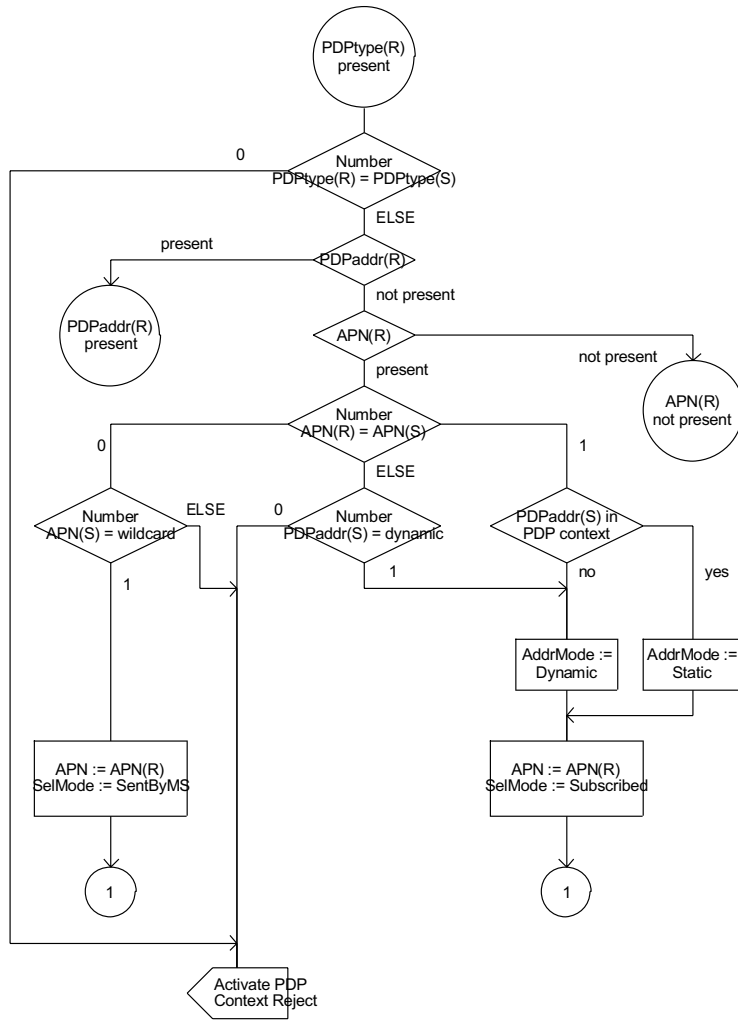 PDPtype(R)
present
0
Number
PDPtype(R) = PDPtype(S)
ELSE
present
PDPaddr(R)
not present
PDPaddr(R)
present
APN(R)
not present
present
APN(R)
not present
Number
APN(R) = APN(S)
0
1
ELSE
ELSE
0
Number
APN(S) = wildcard
Number
PDPaddr(S) = dynamic
PDPaddr(S) in
PDP context
1
1
no
yes
AddrMode :=
Dynamic
AddrMode :=
Static
APN := APN(R)
SelMode := SentByMS
APN := APN(R)
SelMode := Subscribed
1
1
Activate PDP
Context Reject